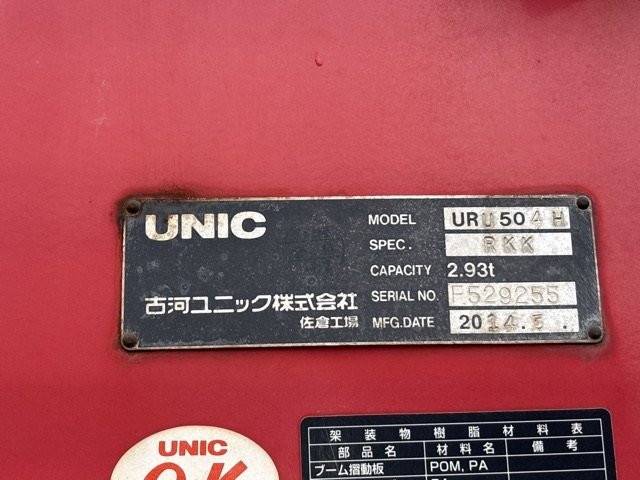 UNIC
MODEL URU504H
SPEC. RKK
CAPACITY 2.93t
古河ユニック株式会社
佐倉工場
SERIAL NO. F529255
MFG.DATE 2014.3.
UNIC
O.K
架装物樹脂材料表
部品名 材料名 備考
ブーム摺動板 POM, PA